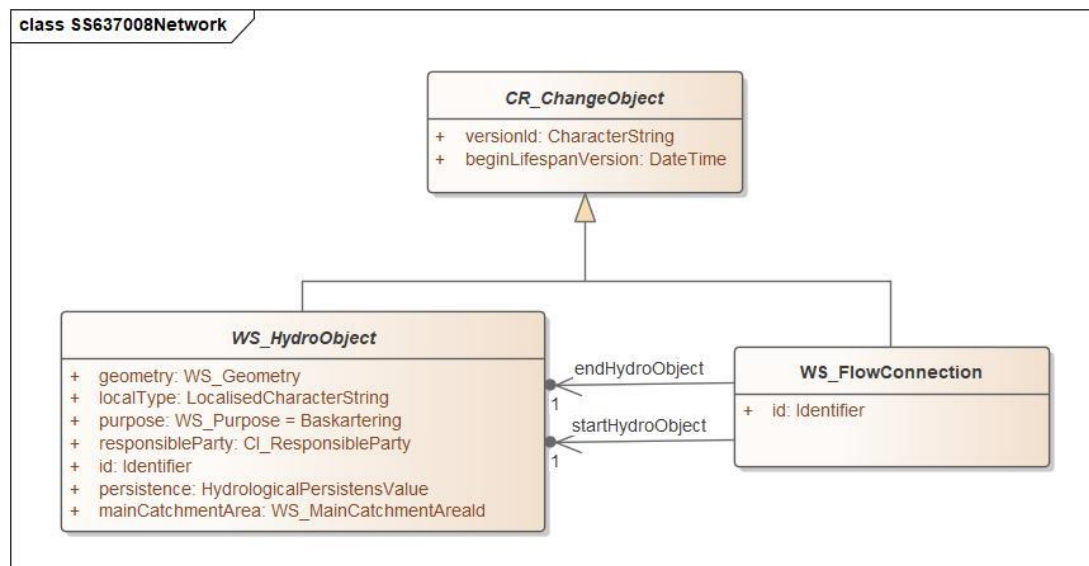 class SS637008Network
CR_ChangeObject
+ versionId: CharacterString
+ beginLifespanVersion: DateTime
WS_HydroObject
+ geometry: WS_Geometry
+ localType: LocalisedCharacterString
+ purpose: WS_Purpose = Baskartering
+ responsibleParty: CI_ResponsibleParty
+ id: Identifier
+ persistence: HydrologicalPersistensValue
+ mainCatchmentArea: WS_MainCatchmentAreaId
endHydroObject
1
startHydroObject
1
WS_FlowConnection
+ id: Identifier